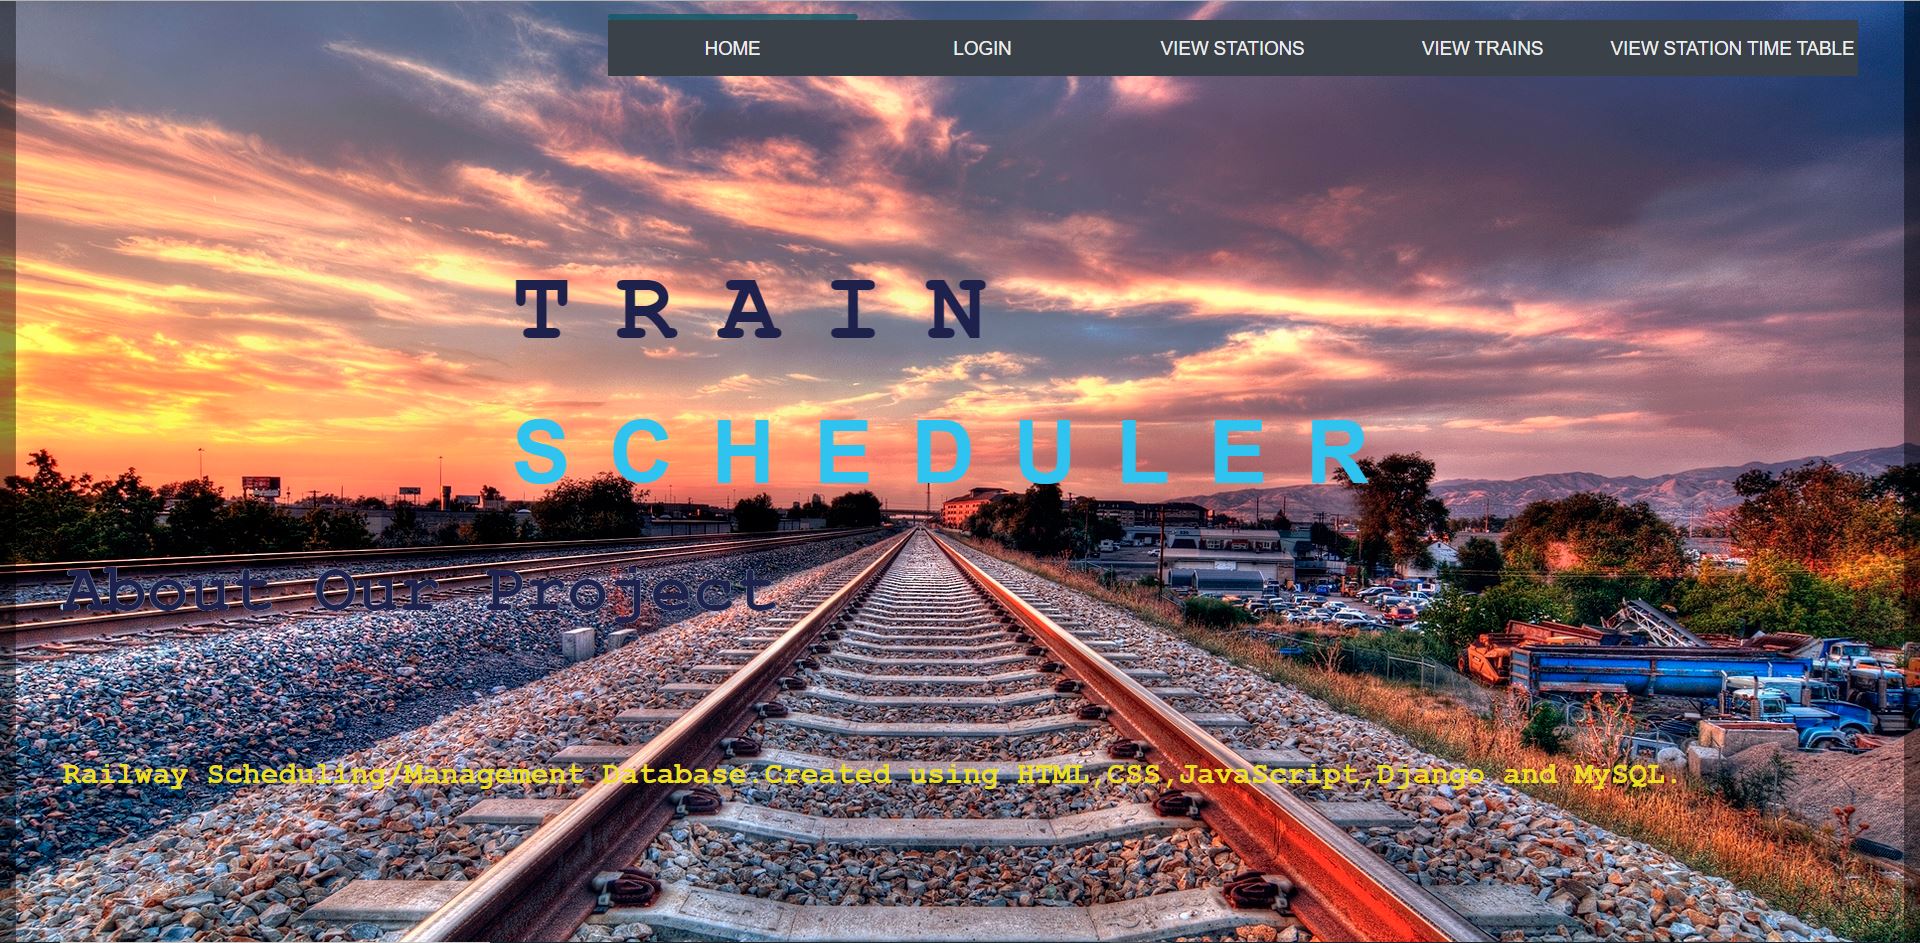 HOME LOGIN VIEW STATIONS VIEW TRAINS VIEW STATION TIME TABLE
TRAIN
SCHEDULER
About Our Project
Railway Scheduling/Management Database.Created using HTML,CSS,JavaScript,Django and MySQL.